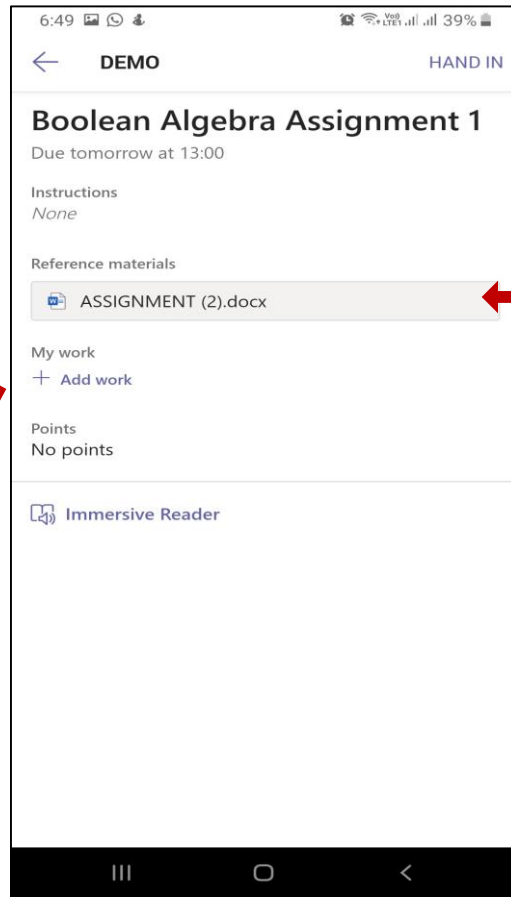 6:49 39%
DEMO HAND IN
Boolean Algebra Assignment 1
Due tomorrow at 13:00
Instructions
None
Reference materials
ASSIGNMENT (2).docx
My work
+ Add work
Points
No points
Immersive Reader